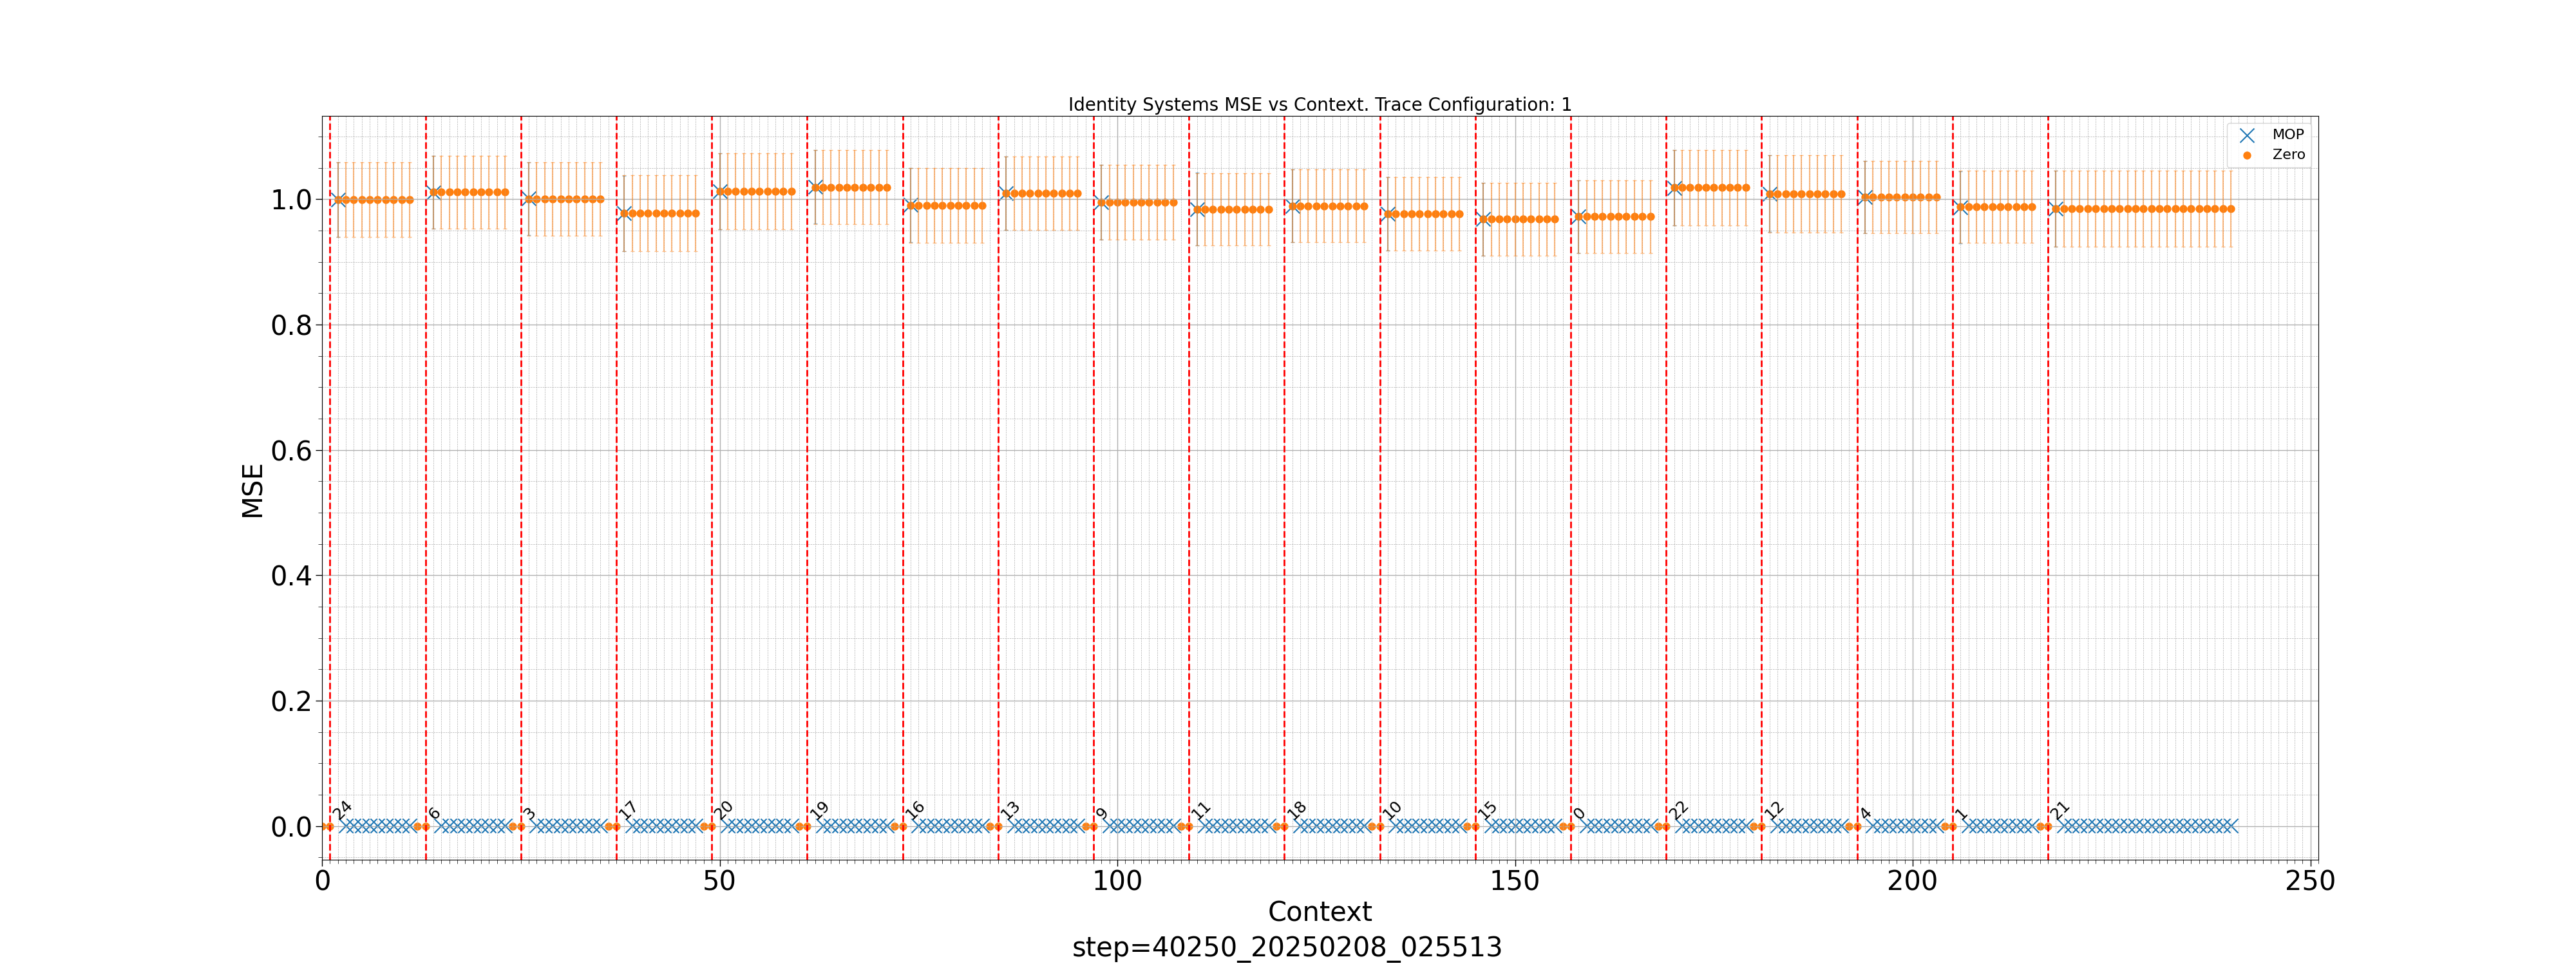 Identity Systems MSE vs Context. Trace Configuration: 1
MOP
Zero
1.0
0.8
0.6
0.4
0.2
0.0
MSE
24 6 3 17 20 19 16 13 9 11 18 10 15 0 22 12 4 1 21
0 50 100 150 200 250
Context
step=40250_20250208_025513